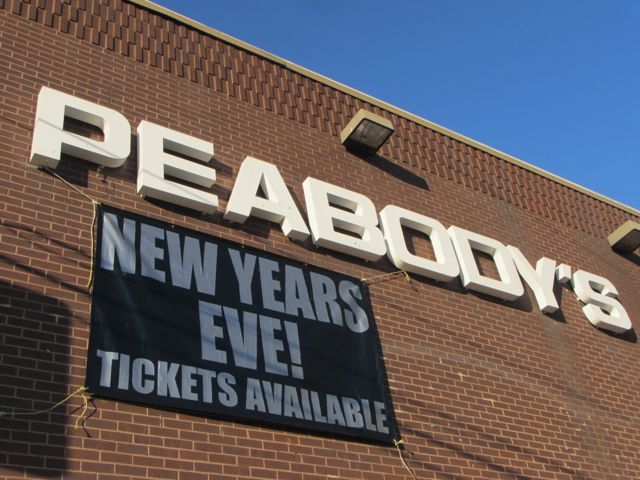 PEABODY'S
NEW YEARS
EVE!
TICKETS AVAILABLE